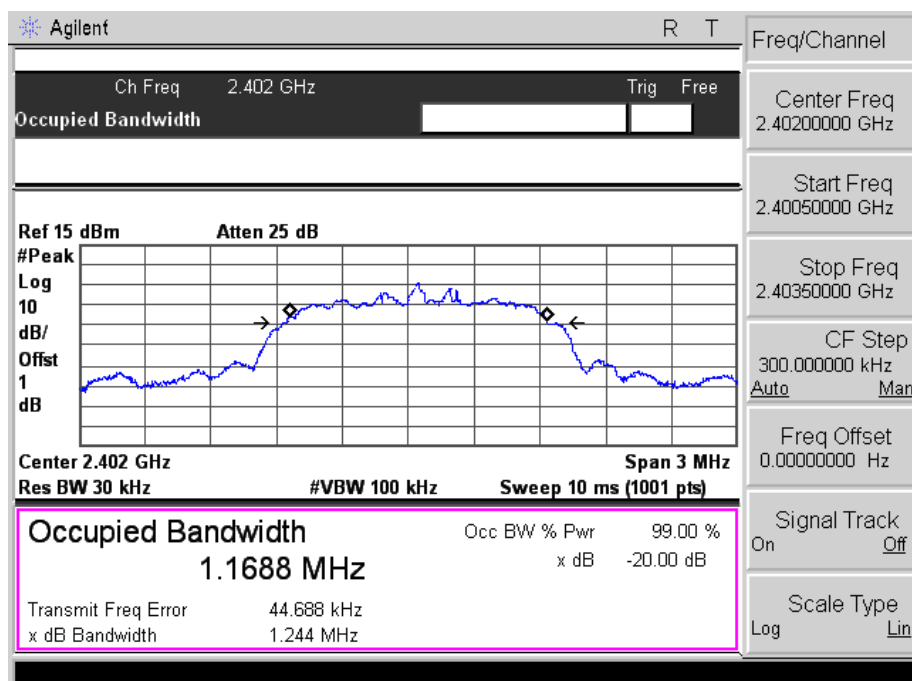 Agilent R T
Freq/Channel
Ch Freq 2.402 GHz Trig Free
Occupied Bandwidth
Center Freq
2.40200000 GHz
Start Freq
2.40050000 GHz
Stop Freq
2.40350000 GHz
CF Step
300.000000 kHz
Auto Man
Freq Offset
0.00000000 Hz
Signal Track
On Off
Scale Type
Log Lin
Ref 15 dBm Atten 25 dB
#Peak
Log
10
dB/
Offst
1
dB
Center 2.402 GHz Span 3 MHz
Res BW 30 kHz #VBW 100 kHz Sweep 10 ms (1001 pts)
Occupied Bandwidth
1.1688 MHz
Occ BW % Pwr 99.00 %
x dB -20.00 dB
Transmit Freq Error 44.688 kHz
x dB Bandwidth 1.244 MHz